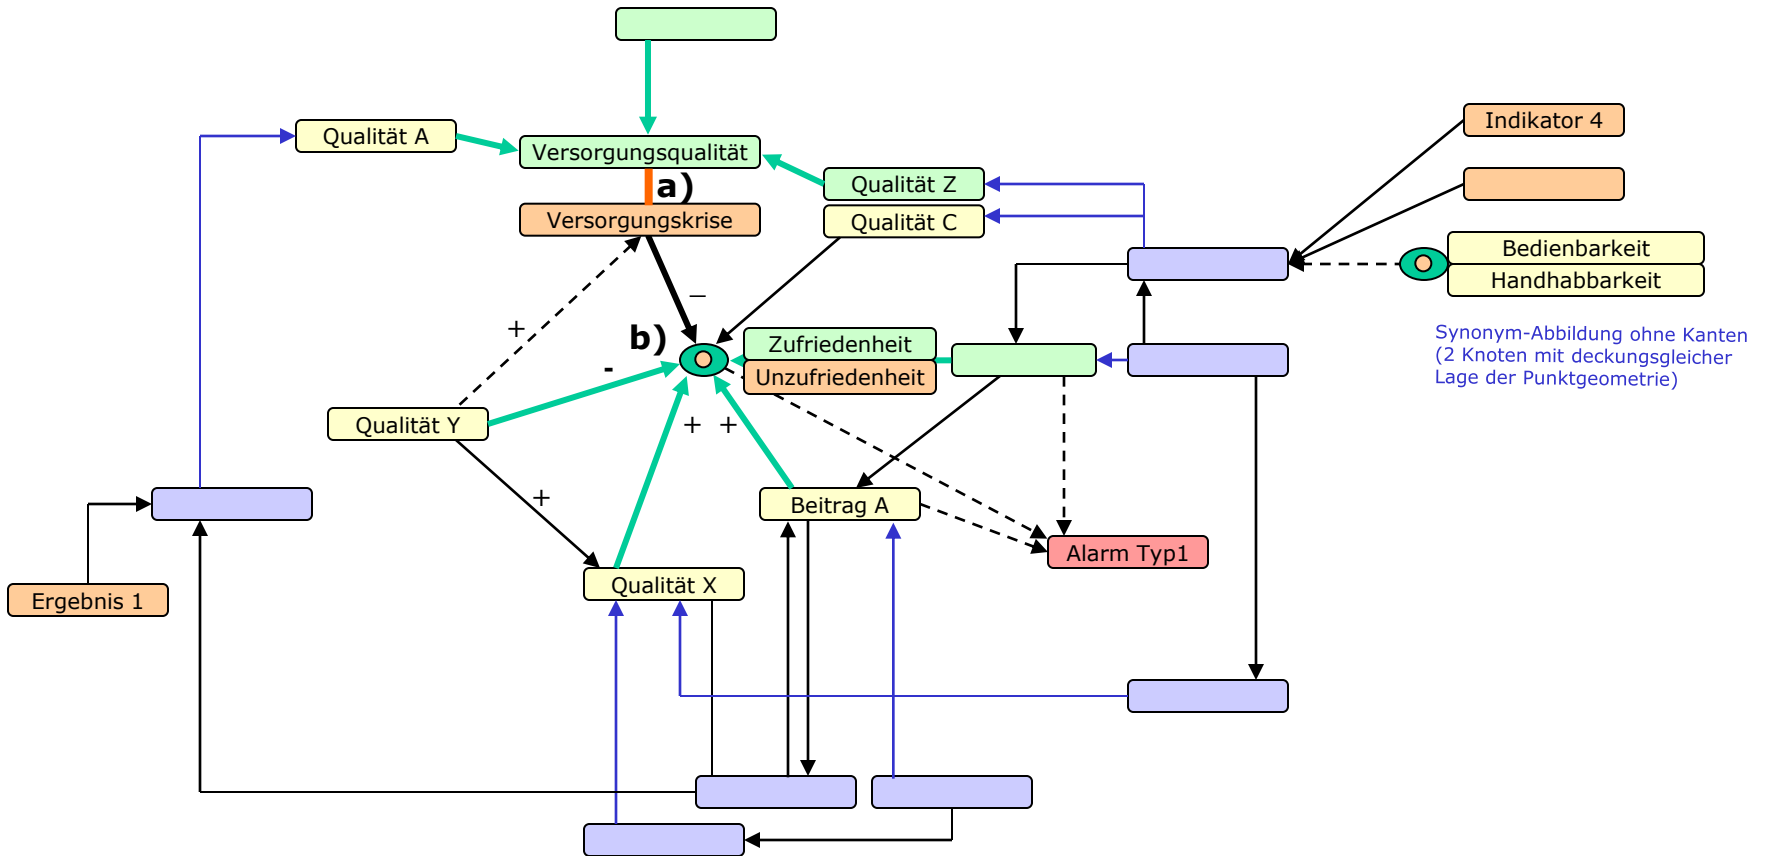 Indikator 4
Qualität A
Versorgungsqualität
a)
Qualität Z
Versorgungskrise
Qualität C
Bedienbarkeit
Handhabbarkeit
–
+
b)
Zufriedenheit
Unzufriedenheit
Synonym-Abbildung ohne Kanten
(2 Knoten mit deckungsgleicher
Lage der Punktgeometrie)
-
Qualität Y
+ +
+
Beitrag A
Alarm Typ1
Qualität X
Ergebnis 1